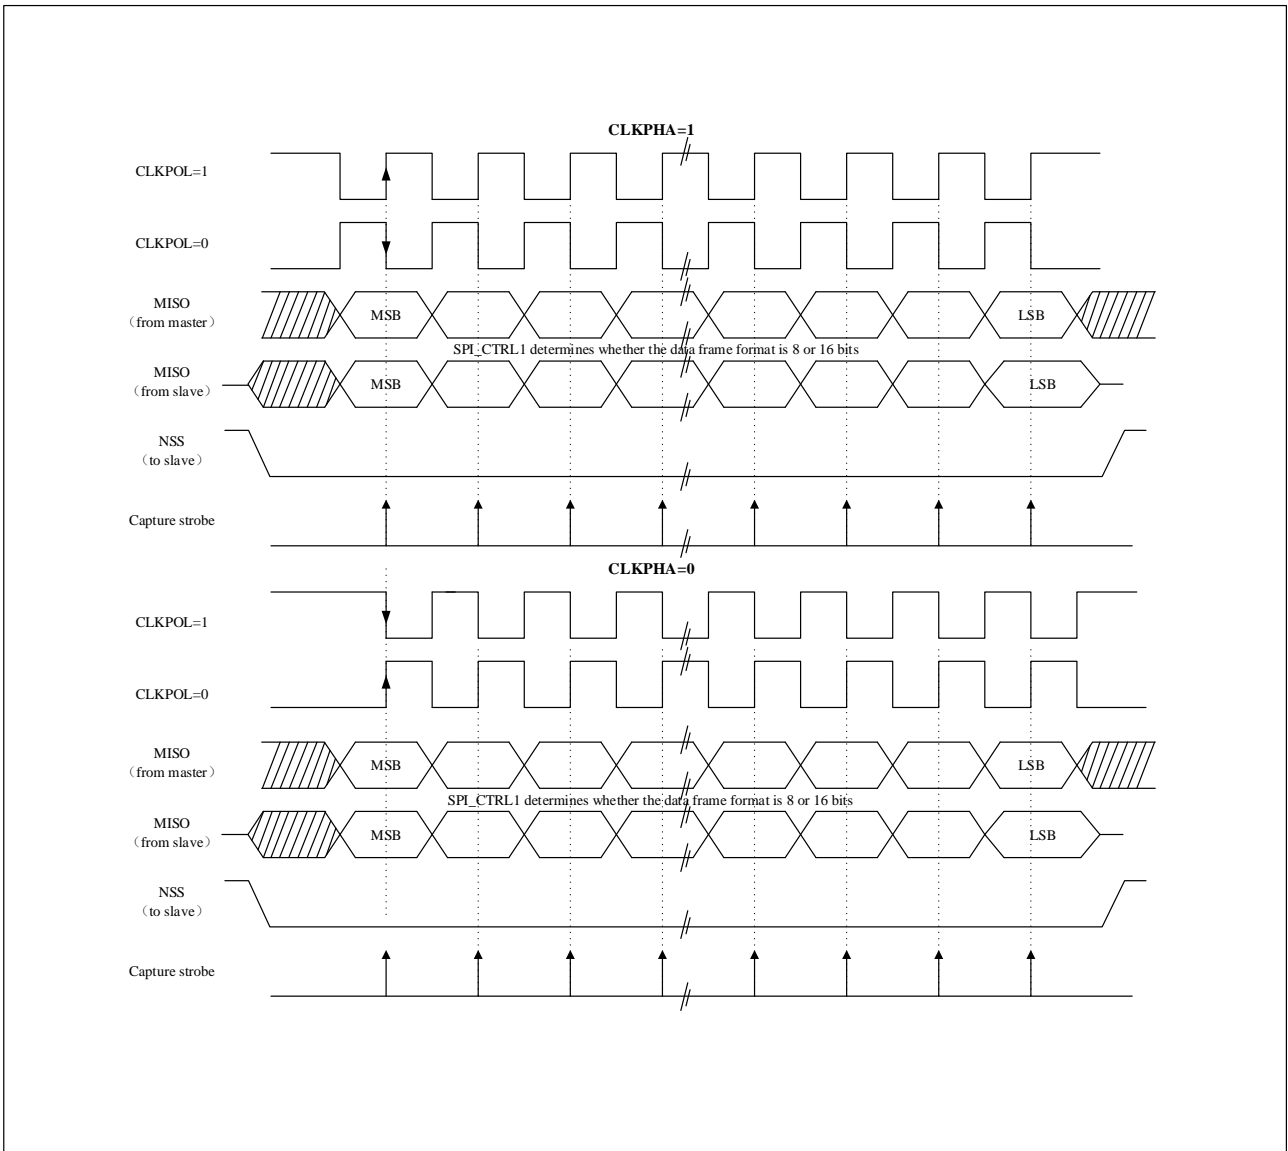 CLKPHA=1
CLKPOL=1
CLKPOL=0
MISO
（from master）
MSB
LSB
SPI_CTRL1 determines whether the data frame format is 8 or 16 bits
MISO
（from slave）
MSB
LSB
NSS
（to slave）
Capture strobe
CLKPHA=0
CLKPOL=1
CLKPOL=0
MISO
（from master）
MSB
LSB
SPI_CTRL1 determines whether the data frame format is 8 or 16 bits
MISO
（from slave）
MSB
LSB
NSS
（to slave）
Capture strobe